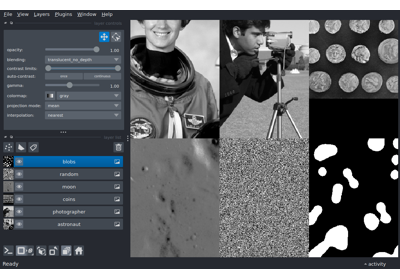 File View Layers Plugins Window Help
opacity: 1.00
blending: translucent_no_depth
contrast limits:
auto-contrast: once continuous
gamma: 1.00
colormap: gray
projection mode: mean
interpolation: nearest
blobs
random
moon
coins
photographer
astronaut
Ready
activity